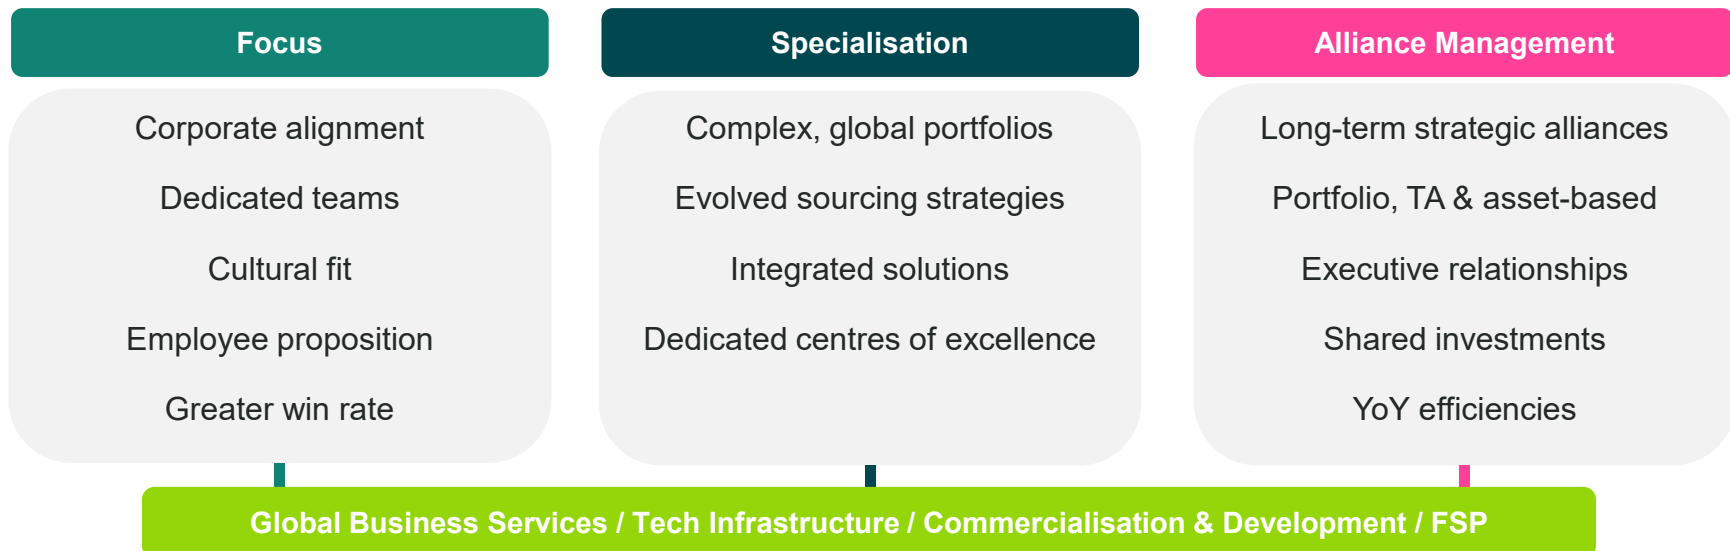 Focus
Corporate alignment
Dedicated teams
Cultural fit
Employee proposition
Greater win rate
Specialisation
Complex, global portfolios
Evolved sourcing strategies
Integrated solutions
Dedicated centres of excellence
Alliance Management
Long-term strategic alliances
Portfolio, TA & asset-based
Executive relationships
Shared investments
YoY efficiencies
Global Business Services / Tech Infrastructure / Commercialisation & Development / FSP